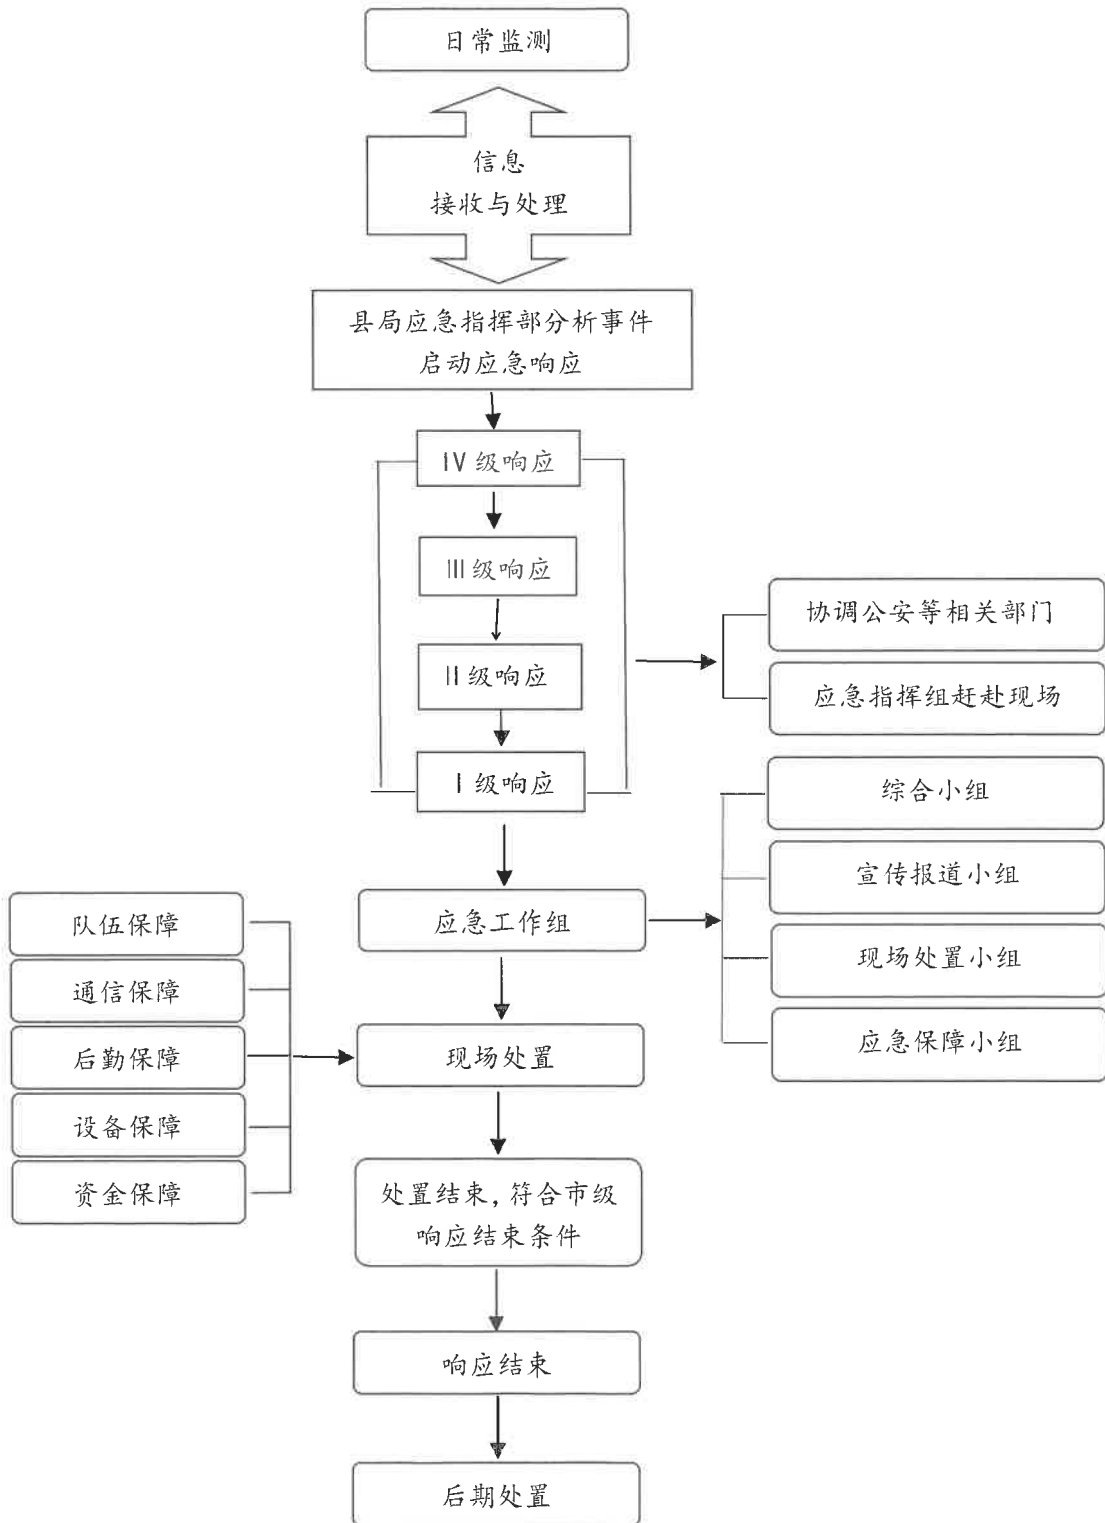 日常监测
信息
接收与处理
县局应急指挥部分析事件
启动应急响应
IV级响应
III级响应
II级响应
I级响应
协调公安等相关部门
应急指挥组赶赴现场
综合小组
宣传报道小组
现场处置小组
应急保障小组
应急工作组
队伍保障
通信保障
后勤保障
设备保障
资金保障
现场处置
处置结束,符合市级
响应结束条件
响应结束
后期处置